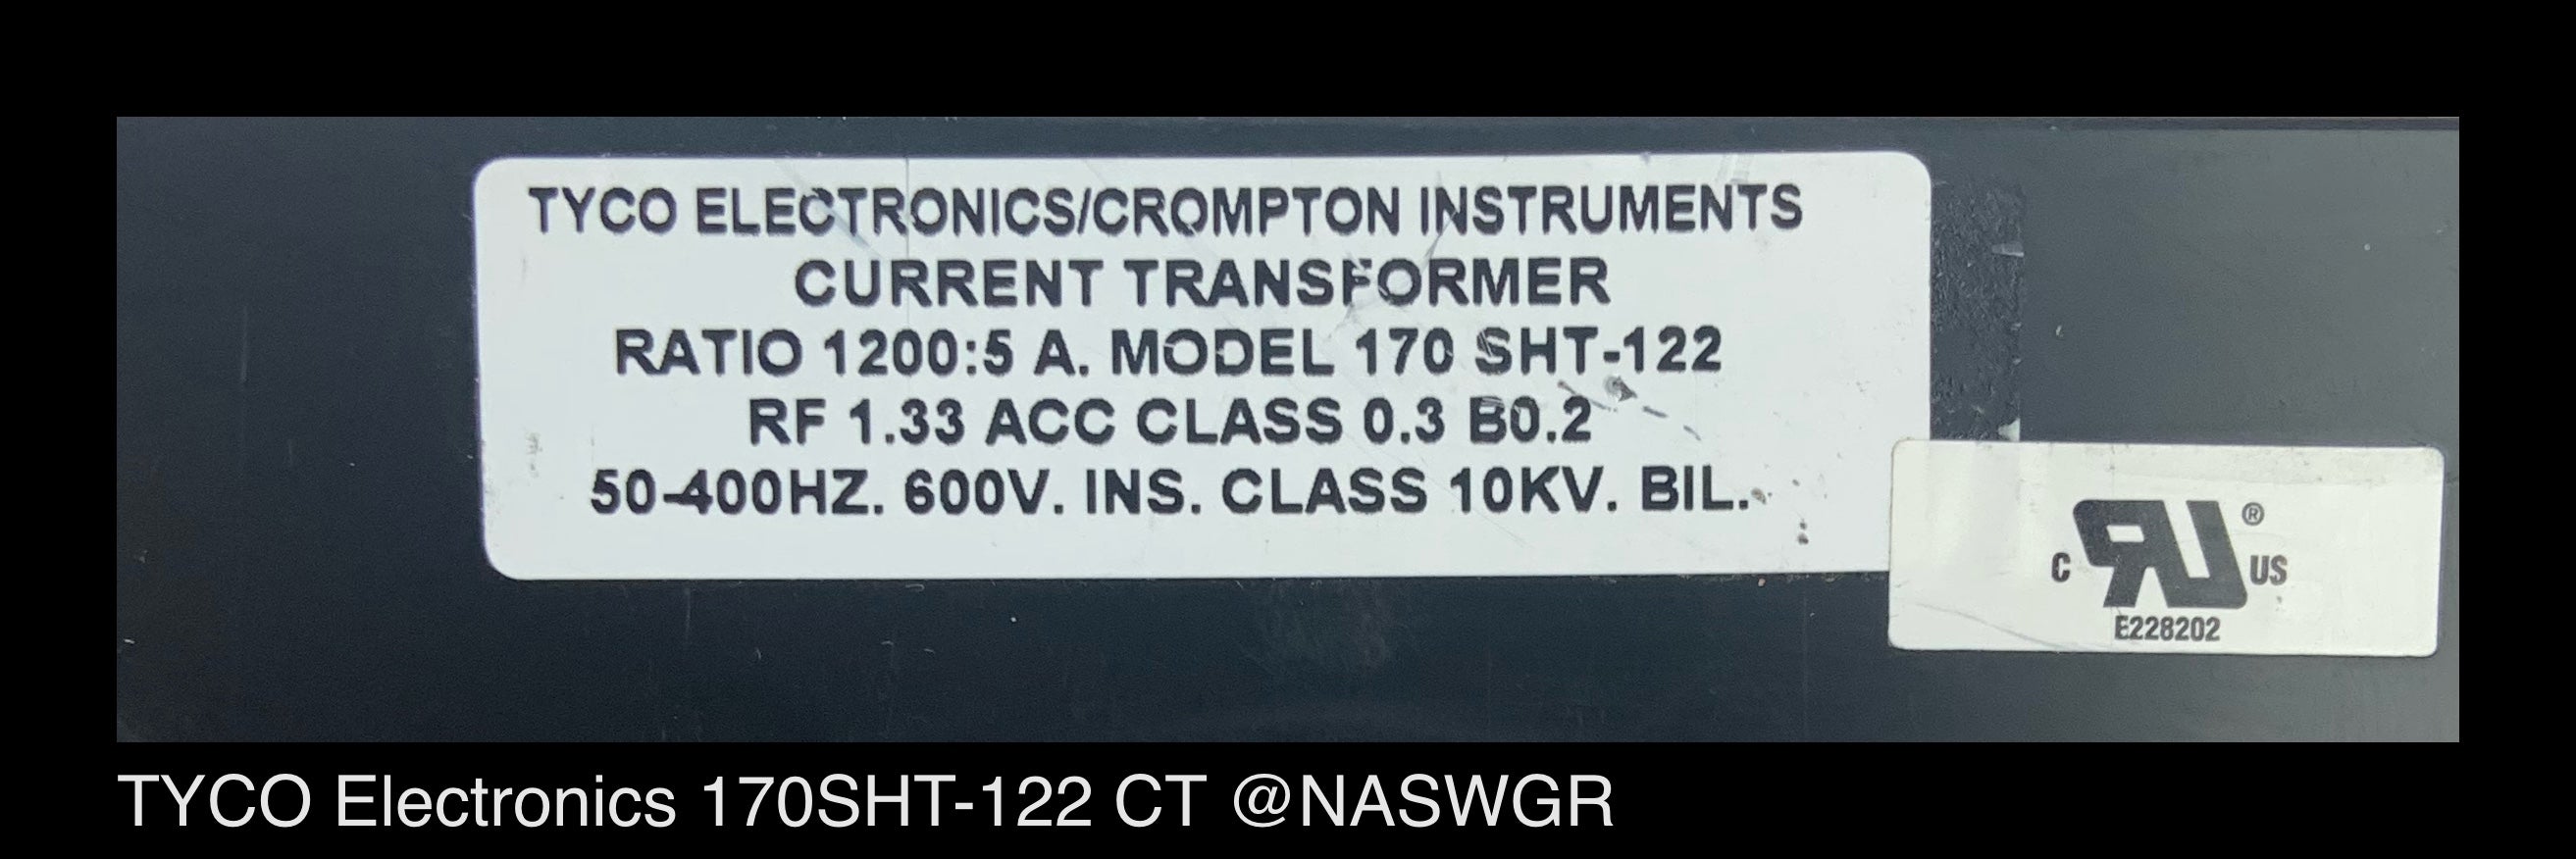 TYCO ELECTRONICS/CROMPTON INSTRUMENTS
CURRENT TRANSFORMER
RATIO 1200:5 A. MODEL 170 SHT-122
RF 1.33 ACC CLASS 0.3 B0.2
50-400HZ. 600V. INS. CLASS 10KV. BIL.
C RU® US
E228202
TYCO Electronics 170SHT-122 CT @NASWGR